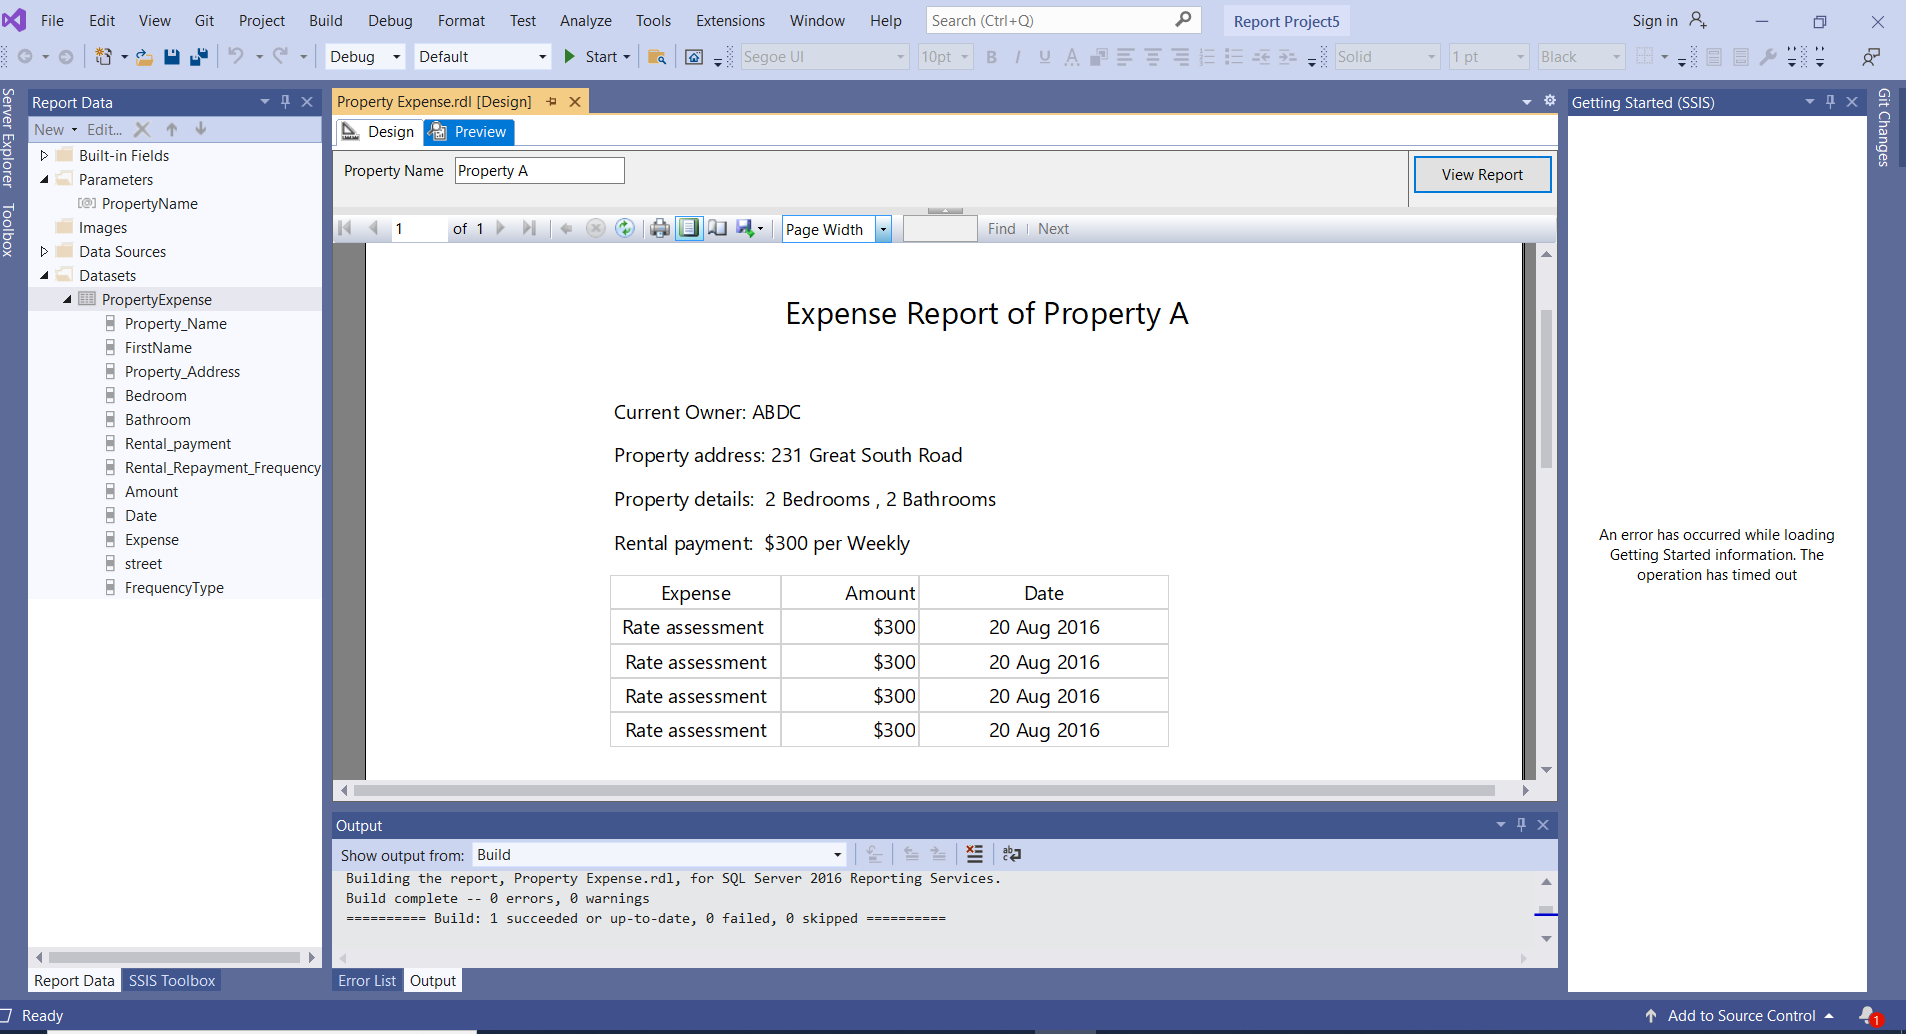 File Edit View Git Project Build Debug Format Test Analyze Tools Extensions Window Help Search (Ctrl+Q) Report Project5 Sign in
Debug Default Start Segoe UI 10pt B I U A Solid 1 pt Black
Server Explorer
Toolbox
Report Data
New Edit...
Built-in Fields
Parameters
[@] PropertyName
Images
Data Sources
Datasets
PropertyExpense
Property_Name
FirstName
Property_Address
Bedroom
Bathroom
Rental_payment
Rental_Repayment_Frequency
Amount
Date
Expense
street
FrequencyType
Report Data SSIS Toolbox
Property Expense.rdl [Design]
Design Preview
Property Name Property A View Report
1 of 1 Page Width Find Next
Expense Report of Property A
Current Owner: ABDC
Property address: 231 Great South Road
Property details: 2 Bedrooms , 2 Bathrooms
Rental payment: $300 per Weekly
Expense Amount Date
Rate assessment $300 20 Aug 2016
Rate assessment $300 20 Aug 2016
Rate assessment $300 20 Aug 2016
Rate assessment $300 20 Aug 2016
Output
Show output from: Build
Building the report, Property Expense.rdl, for SQL Server 2016 Reporting Services.
Build complete -- 0 errors, 0 warnings
========== Build: 1 succeeded or up-to-date, 0 failed, 0 skipped ==========
Error List Output
Getting Started (SSIS)
An error has occurred while loading
Getting Started information. The
operation has timed out
Git Changes
Ready Add to Source Control 1